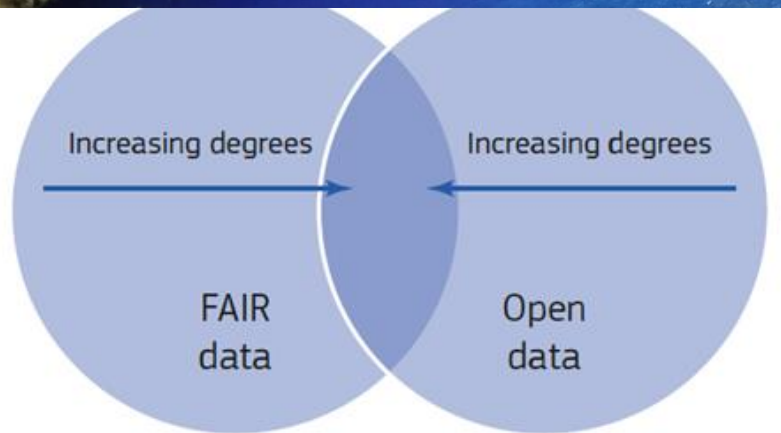 Increasing degrees
Increasing degrees
FAIR
data
Open
data